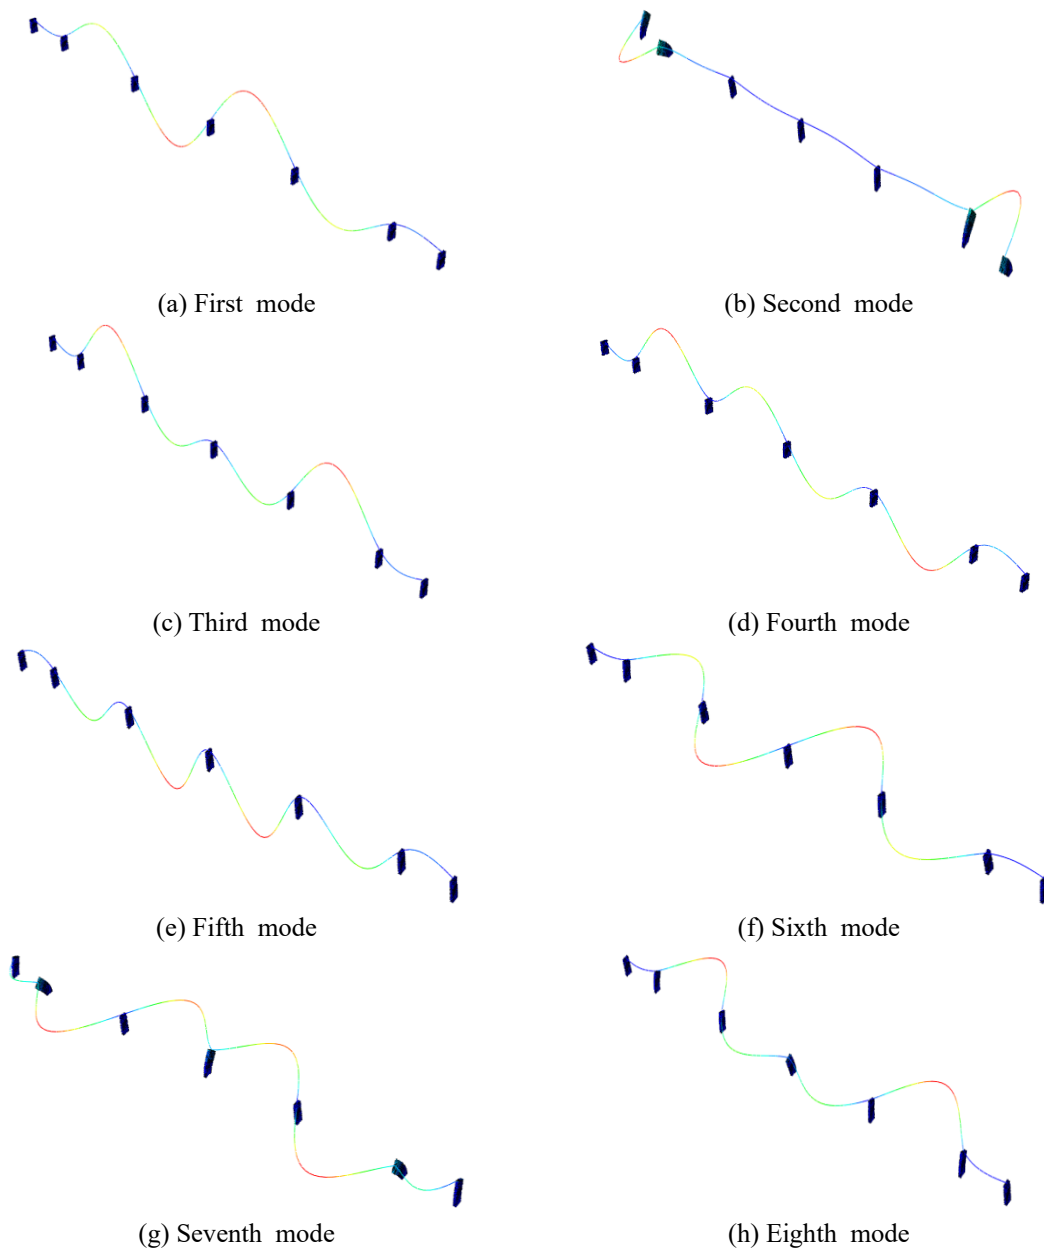 (a) First mode
(b) Second mode
(c) Third mode
(d) Fourth mode
(e) Fifth mode
(f) Sixth mode
(g) Seventh mode
(h) Eighth mode